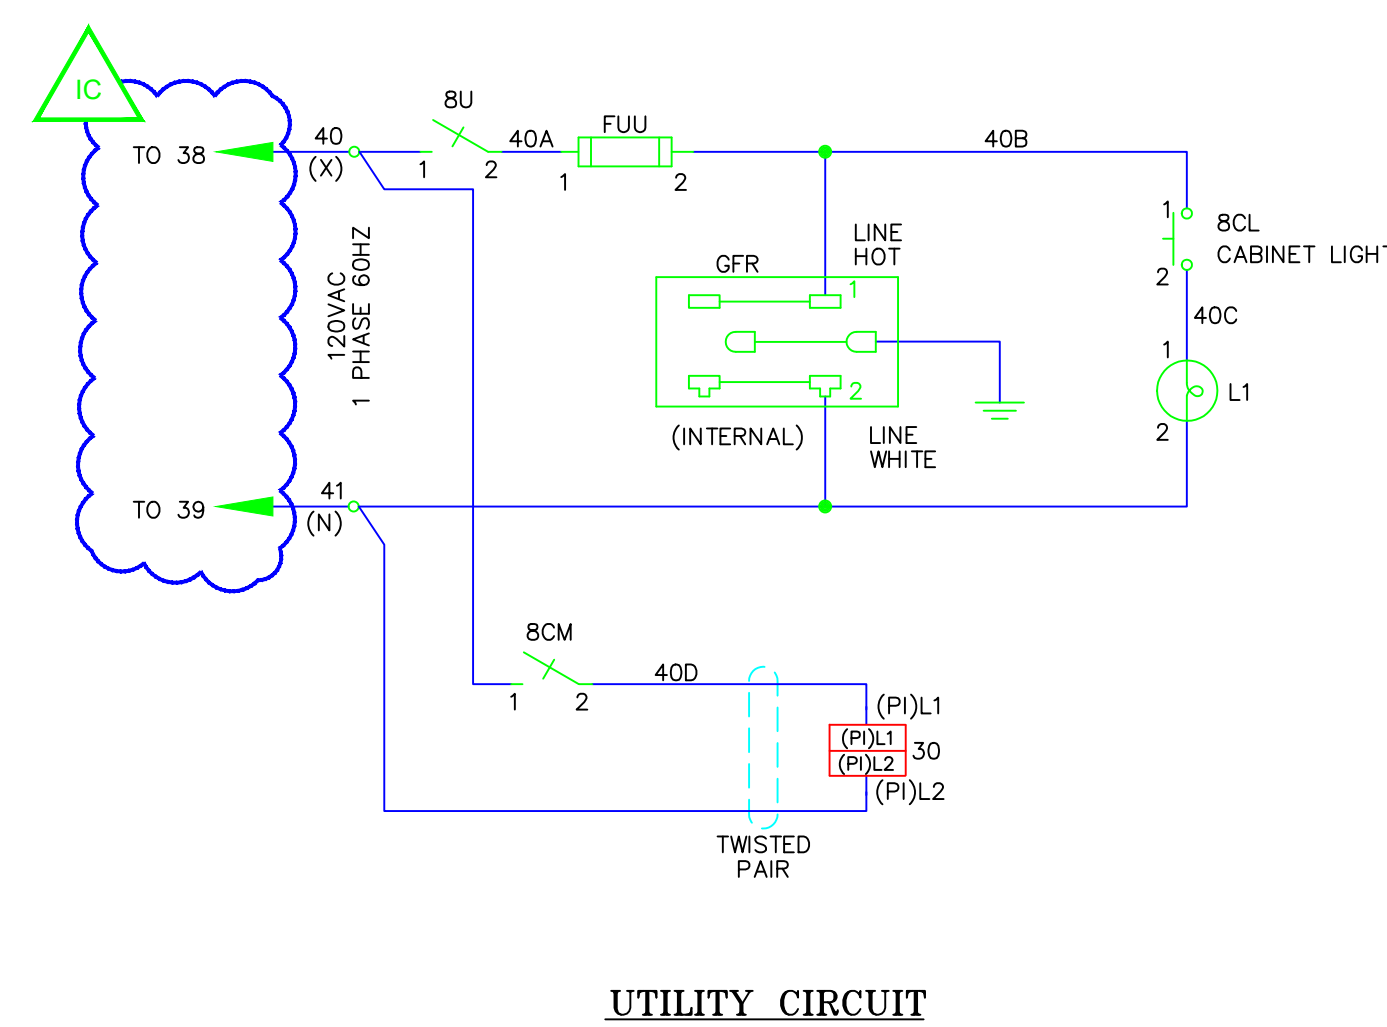 IC
8U
FUU
40
40A
40B
TO 38
(X)
1
2
1
2
120VAC
1 PHASE 60HZ
LINE
HOT
GFR
1
2
(INTERNAL)
LINE
WHITE
1
8CL
CABINET LIGHT
2
40C
1
L1
2
41
TO 39
(N)
8CM
40D
1
2
(PI)L1
(PI)L1
30
(PI)L2
(PI)L2
TWISTED
PAIR
UTILITY CIRCUIT